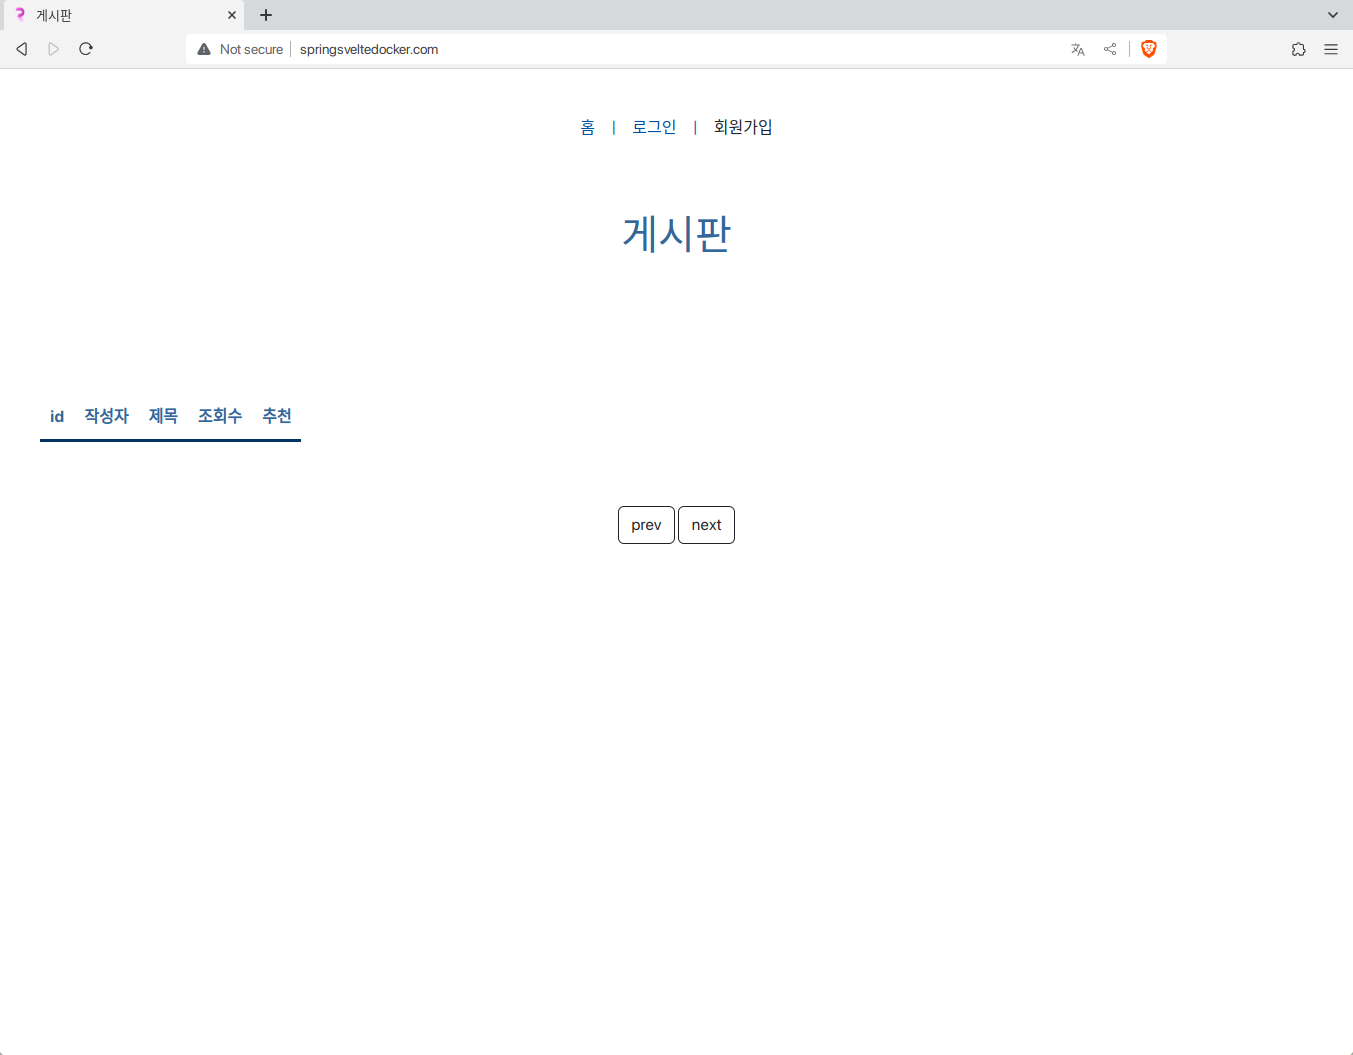 게시판
Not secure springsveltedocker.com
홈 | 로그인 | 회원가입
게시판
id 작성자 제목 조회수 추천
prev next